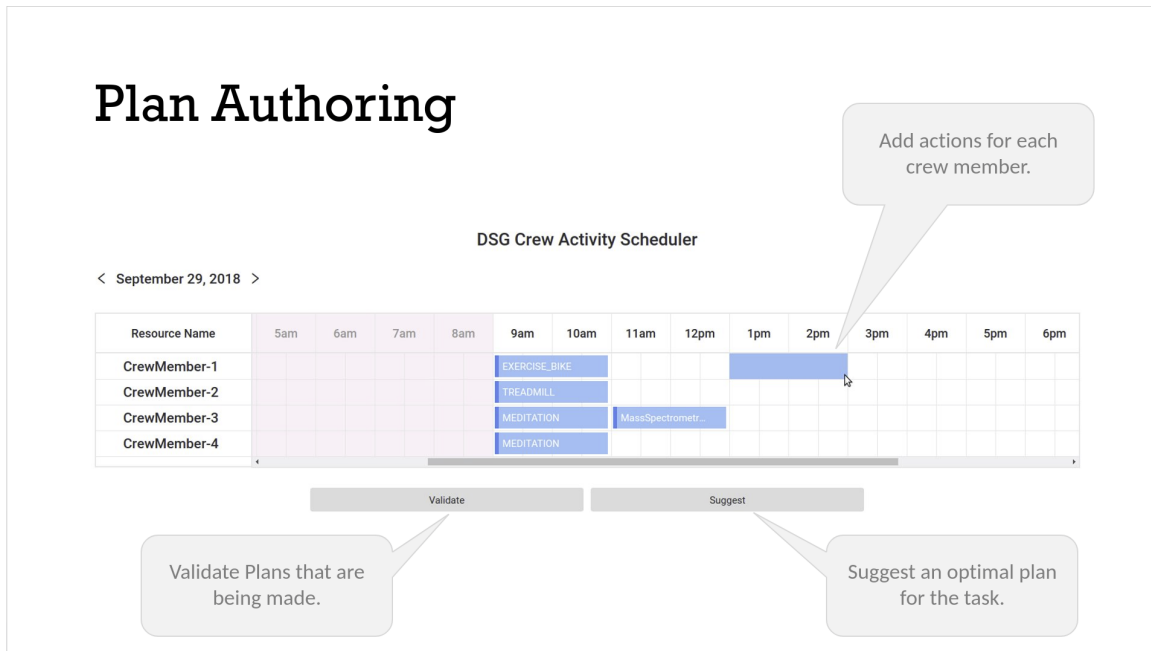 Plan Authoring
Add actions for each
crew member.
DSG Crew Activity Scheduler
< September 29, 2018 >
Resource Name 5am 6am 7am 8am 9am 10am 11am 12pm 1pm 2pm 3pm 4pm 5pm 6pm
CrewMember-1 EXERCISE_BIKE
CrewMember-2 TREADMILL
CrewMember-3 MEDITATION MassSpectrometr...
CrewMember-4 MEDITATION
Validate Suggest
Validate Plans that are
being made.
Suggest an optimal plan
for the task.